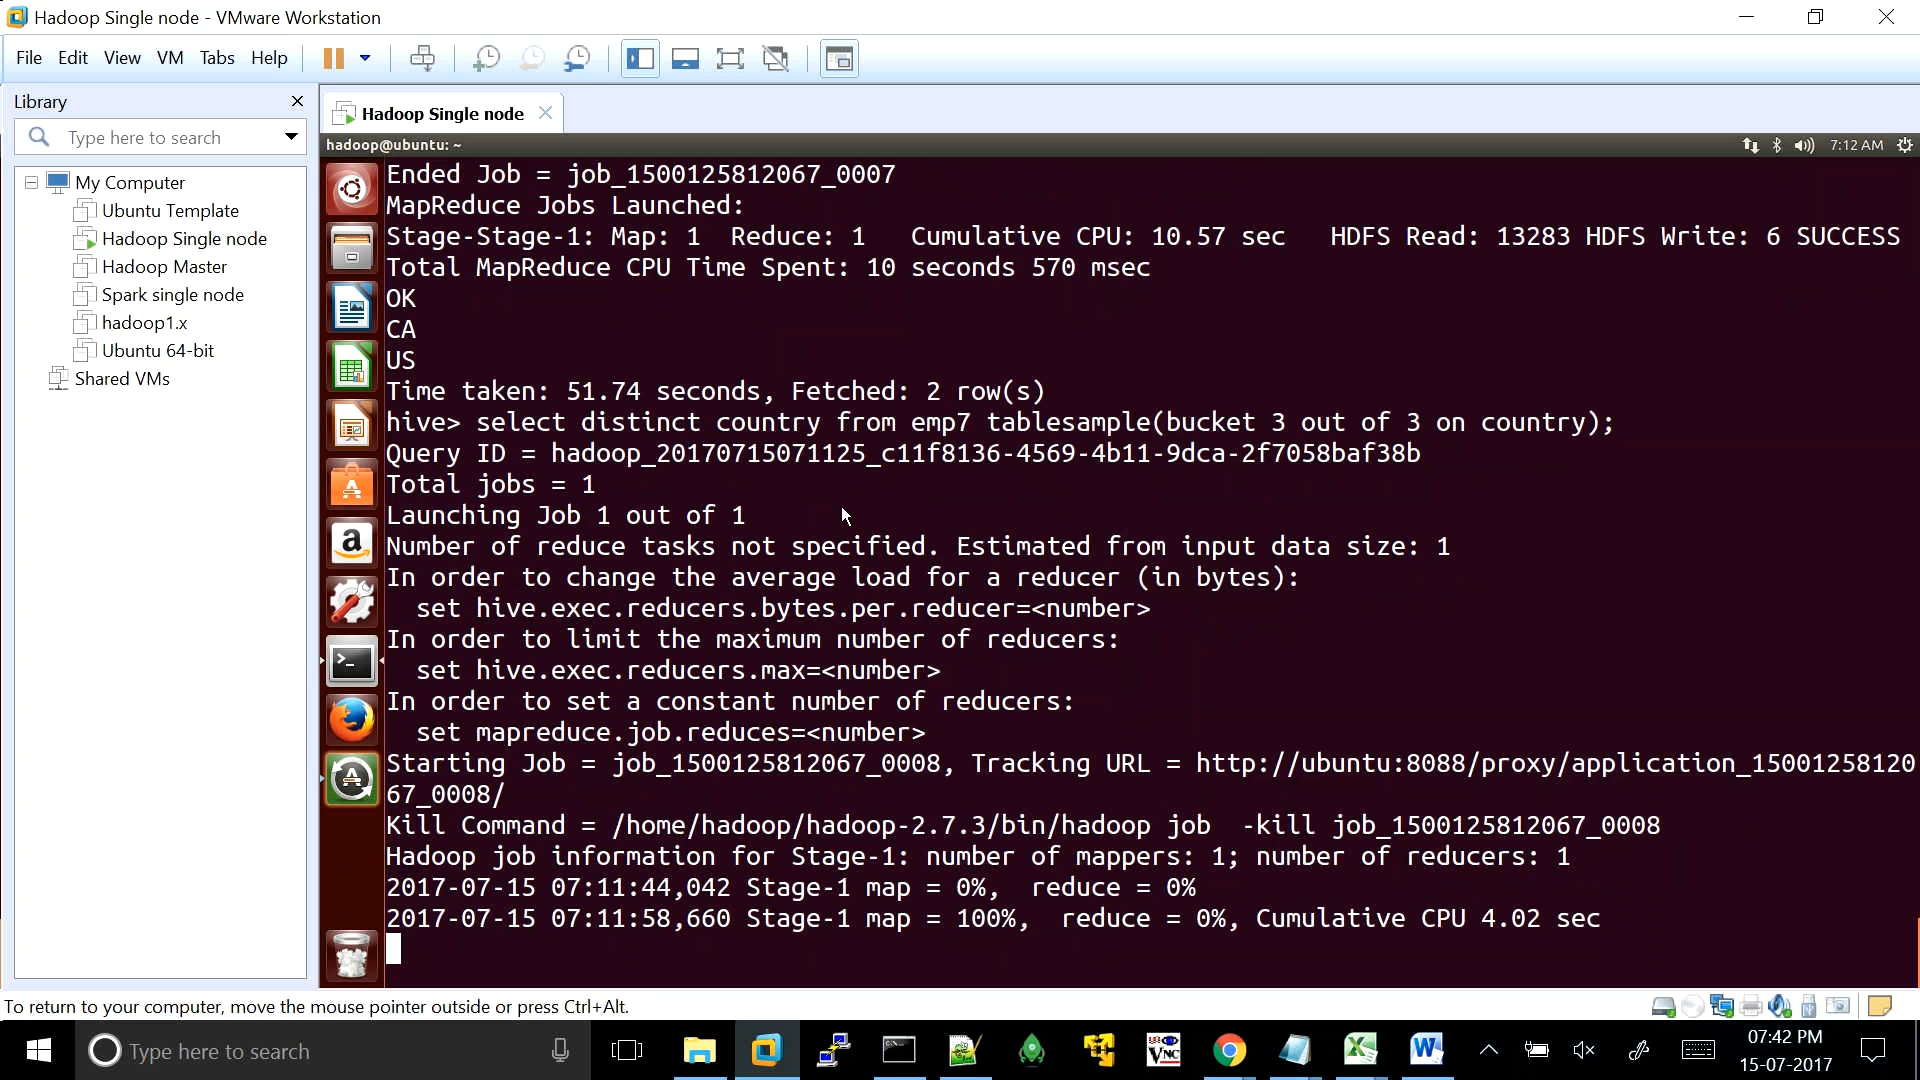 Hadoop Single node - VMware Workstation
File Edit View VM Tabs Help
Library
Type here to search
My Computer
Ubuntu Template
Hadoop Single node
Hadoop Master
Spark single node
hadoop1.x
Ubuntu 64-bit
Shared VMs
Hadoop Single node
hadoop@ubuntu: ~
7:12 AM
Ended Job = job_1500125812067_0007
MapReduce Jobs Launched:
Stage-Stage-1: Map: 1  Reduce: 1   Cumulative CPU: 10.57 sec   HDFS Read: 13283 HDFS Write: 6 SUCCESS
Total MapReduce CPU Time Spent: 10 seconds 570 msec
OK
CA
US
Time taken: 51.74 seconds, Fetched: 2 row(s)
hive> select distinct country from emp7 tablesample(bucket 3 out of 3 on country);
Query ID = hadoop_20170715071125_c11f8136-4569-4b11-9dca-2f7058baf38b
Total jobs = 1
Launching Job 1 out of 1
Number of reduce tasks not specified. Estimated from input data size: 1
In order to change the average load for a reducer (in bytes):
  set hive.exec.reducers.bytes.per.reducer=<number>
In order to limit the maximum number of reducers:
  set hive.exec.reducers.max=<number>
In order to set a constant number of reducers:
  set mapreduce.job.reduces=<number>
Starting Job = job_1500125812067_0008, Tracking URL = http://ubuntu:8088/proxy/application_15001258120
67_0008/
Kill Command = /home/hadoop/hadoop-2.7.3/bin/hadoop job  -kill job_1500125812067_0008
Hadoop job information for Stage-1: number of mappers: 1; number of reducers: 1
2017-07-15 07:11:44,042 Stage-1 map = 0%,  reduce = 0%
2017-07-15 07:11:58,660 Stage-1 map = 100%,  reduce = 0%, Cumulative CPU 4.02 sec
To return to your computer, move the mouse pointer outside or press Ctrl+Alt.
Type here to search
07:42 PM
15-07-2017